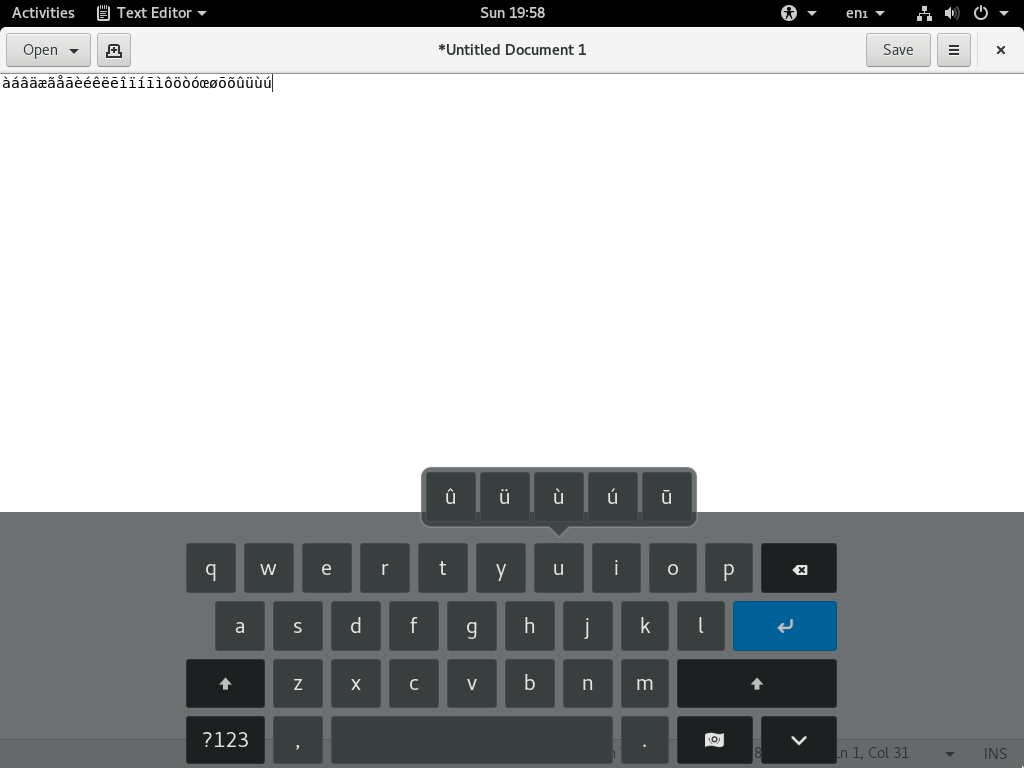 Activities Text Editor Sun 19:58 en₁
Open *Untitled Document 1 Save
àáâäæãåāèéêëēîïíīìôöòóœøōõûüùú
û ü ù ú ū
q w e r t y u i o p
a s d f g h j k l
z x c v b n m
?123 , .
Ln 1, Col 31 INS